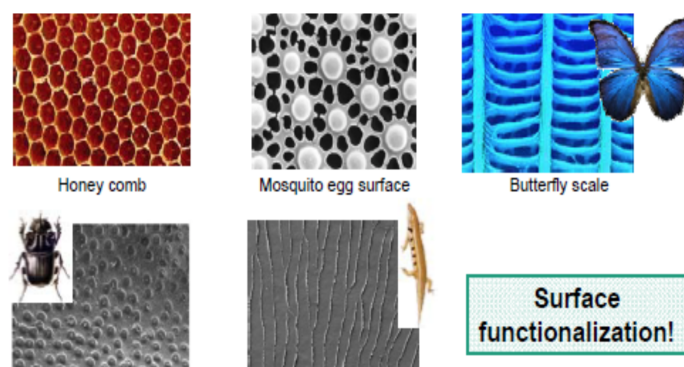 Honey comb
Mosquito egg surface
Butterfly scale
Surface
functionalization!